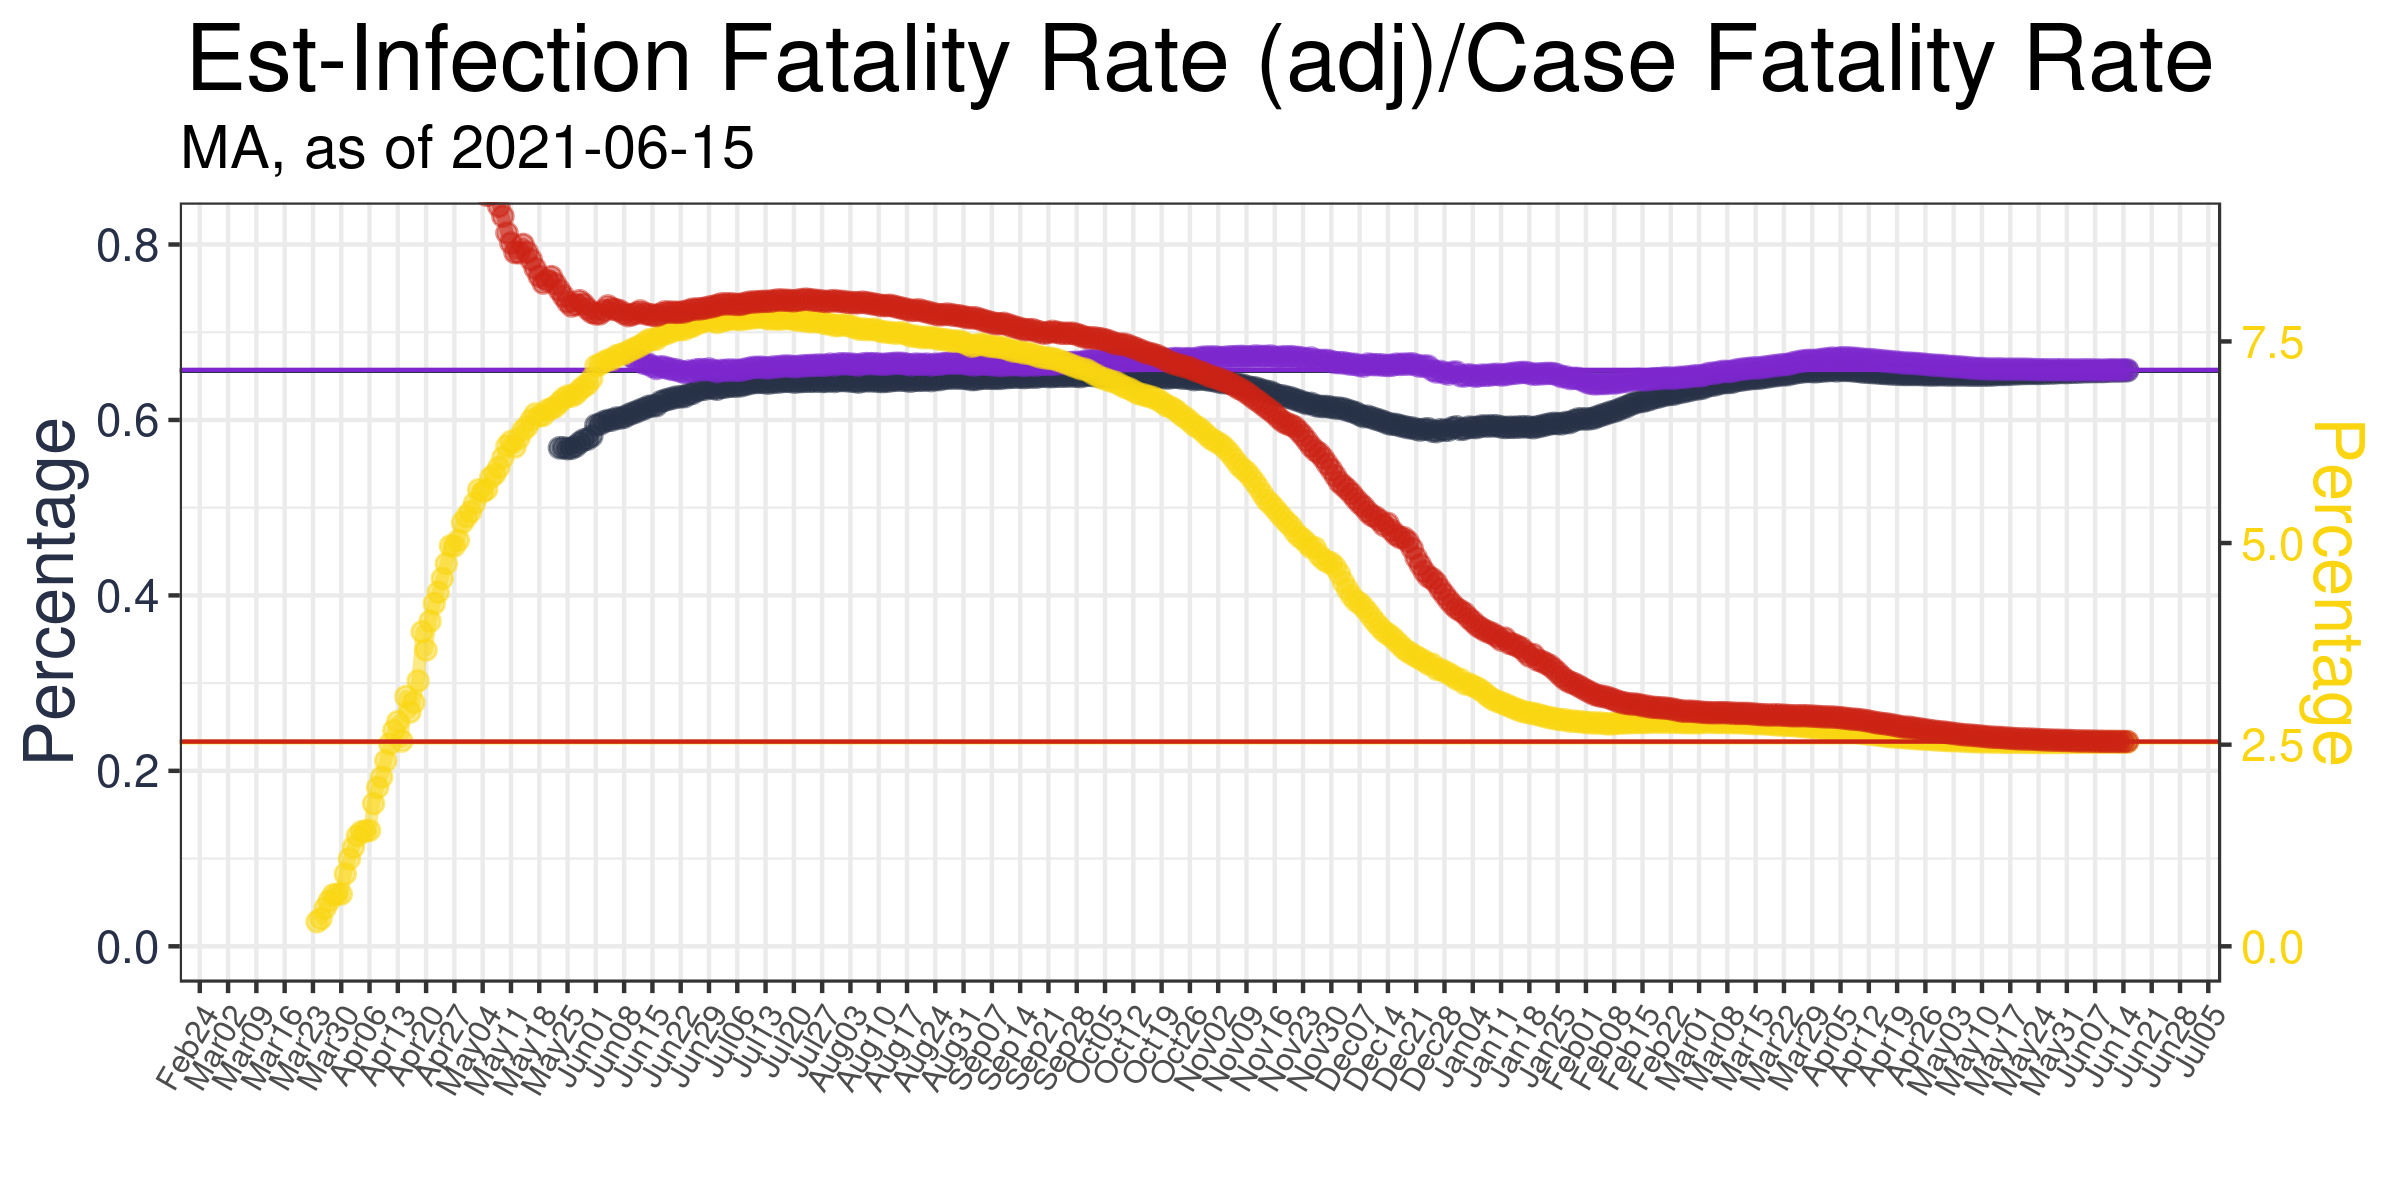 Est-Infection Fatality Rate (adj)/Case Fatality Rate
MA, as of 2021-06-15
Percentage
0.8
0.6
0.4
0.2
0.0
7.5
5.0
2.5
0.0
Percentage
Feb24
Mar02
Mar09
Mar16
Mar23
Mar30
Apr06
Apr13
Apr20
Apr27
May04
May11
May18
May25
Jun01
Jun08
Jun15
Jun22
Jun29
Jul06
Jul13
Jul20
Jul27
Aug03
Aug10
Aug17
Aug24
Aug31
Sep07
Sep14
Sep21
Sep28
Oct05
Oct12
Oct19
Oct26
Nov02
Nov09
Nov16
Nov23
Nov30
Dec07
Dec14
Dec21
Dec28
Jan04
Jan11
Jan18
Jan25
Feb01
Feb08
Feb15
Feb22
Mar01
Mar08
Mar15
Mar22
Mar29
Mar05
Apr12
Apr19
Apr26
May03
May10
May17
May24
May31
May07
Jun14
Jun21
Jun28
Jul05